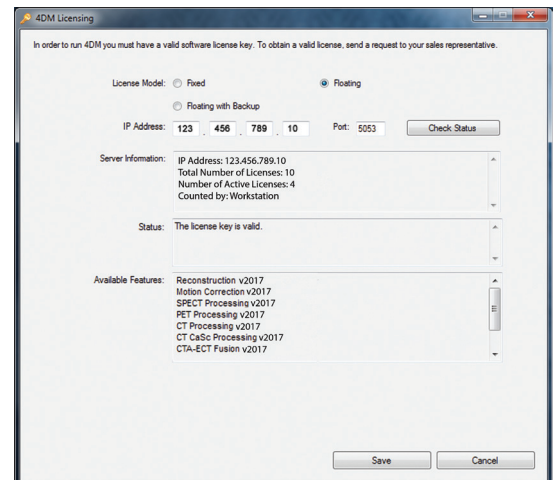 4DM Licensing
In order to run 4DM you must have a valid software license key. To obtain a valid license, send a request to your sales representative.
License Model: Fixed Floating
Floating with Backup
IP Address: 123 . 456 . 789 . 10 Port: 5053 Check Status
Server Information: IP Address: 123.456.789.10
Total Number of Licenses: 10
Number of Active Licenses: 4
Counted by: Workstation
Status: The license key is valid.
Available Features: Reconstruction v2017
Motion Correction v2017
SPECT Processing v2017
PET Processing v2017
CT Processing v2017
CT CaSc Processing v2017
CTA-ECT Fusion v2017
Save Cancel